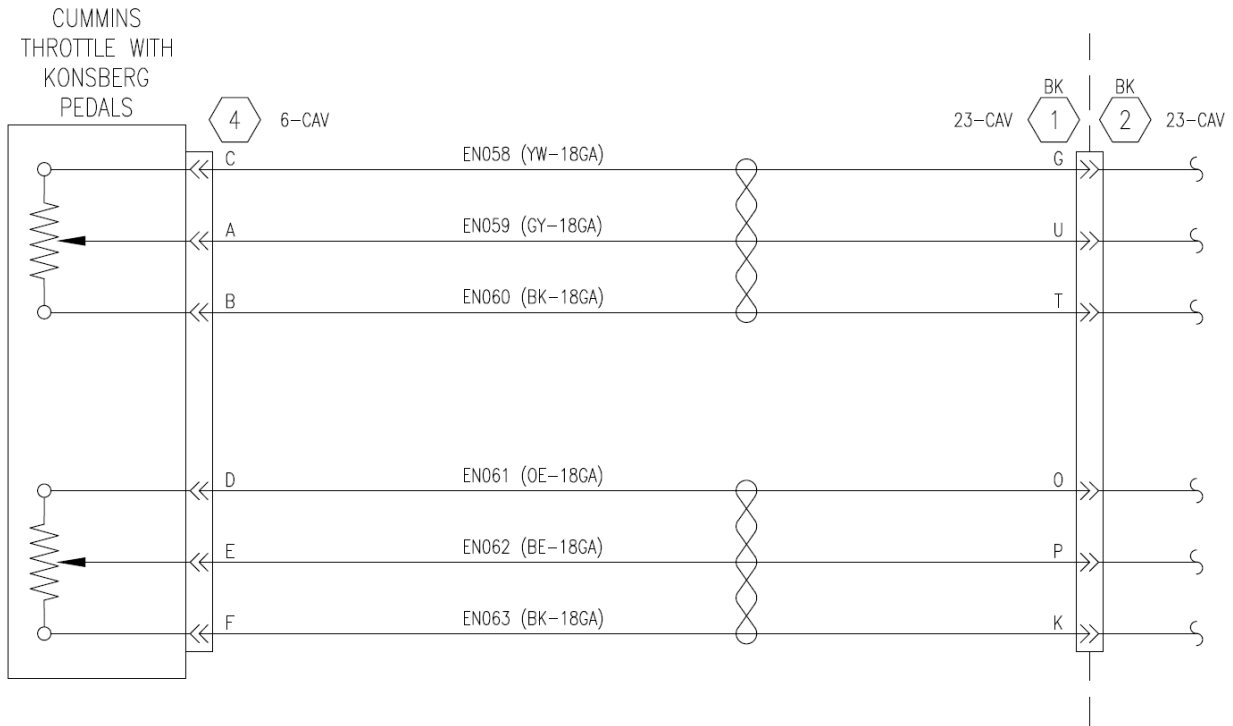 CUMMINS
THROTTLE WITH
KONSBERG
PEDALS
4 6-CAV
BK BK
23-CAV 1 2 23-CAV
C EN058 (YW-18GA) G
A EN059 (GY-18GA) U
B EN060 (BK-18GA) T
D EN061 (OE-18GA) O
E EN062 (BE-18GA) P
F EN063 (BK-18GA) K